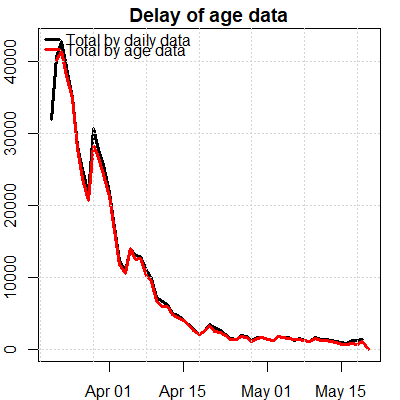 Delay of age data
Total by daily data
Total by age data
40000
30000
20000
10000
0
Apr 01 Apr 15 May 01 May 15